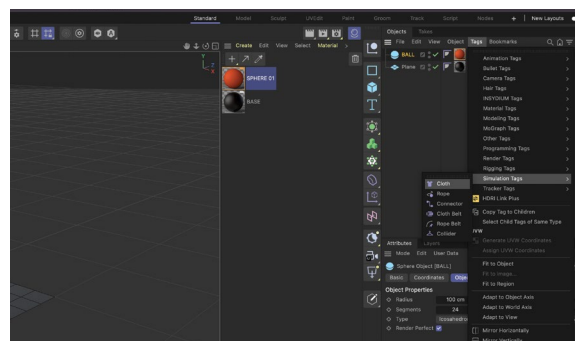 Standard Model Sculpt UVEdit Paint Groom Track Script Nodes + New Layouts
Objects Takes
File Edit View Object Tags Bookmarks
Create Edit View Select Material >
BALL
Plane
SPHERE 01
BASE
Y
Z
X
Animation Tags >
Bullet Tags >
Camera Tags >
Hair Tags >
INSYDIUM Tags >
Material Tags >
Modeling Tags >
MoGraph Tags >
Other Tags >
Programming Tags >
Render Tags >
Rigging Tags >
Simulation Tags >
Tracker Tags >
HDRI Link Plus
Cloth
Rope
Connector
Cloth Belt
Rope Belt
Collider
Copy Tag to Children
Select Child Tags of Same Type
Generate UVW Coordinates
Assign UVW Coordinates
Fit to Object
Fit to Image...
Fit to Region
Adapt to Object Axis
Adapt to World Axis
Adapt to View
Mirror Horizontally
Mirror Vertically
Attributes Layers
Mode Edit User Data
Sphere Object [BALL]
Basic Coordinates Obje
Object Properties
Radius 100 cm
Segments 24
Type Icosahedro
Render Perfect